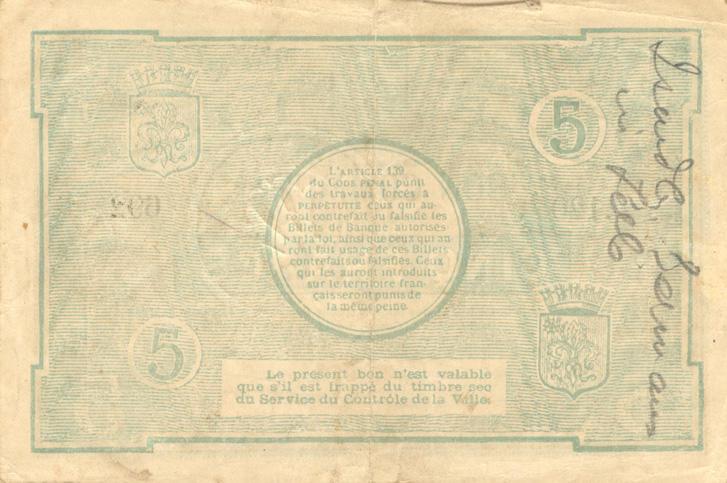 5
L'ARTICLE 139
du CODE PENAL punit
des travaux forcés à
PERPÉTUITÉ ceux qui au-
ront contrefait ou falsifié les
Billets de Banque autorisés
par la loi, ainsi que ceux qui au-
ront fait usage de ces Billets
contrefaits ou falsifiés. Ceux
qui les auront introduits
sur le territoire fran-
çais seront punis de
la même peine.
5
Le présent bon n'est valable
que s'il est frappé du timbre sec
du Service du Contrôle de la Ville.